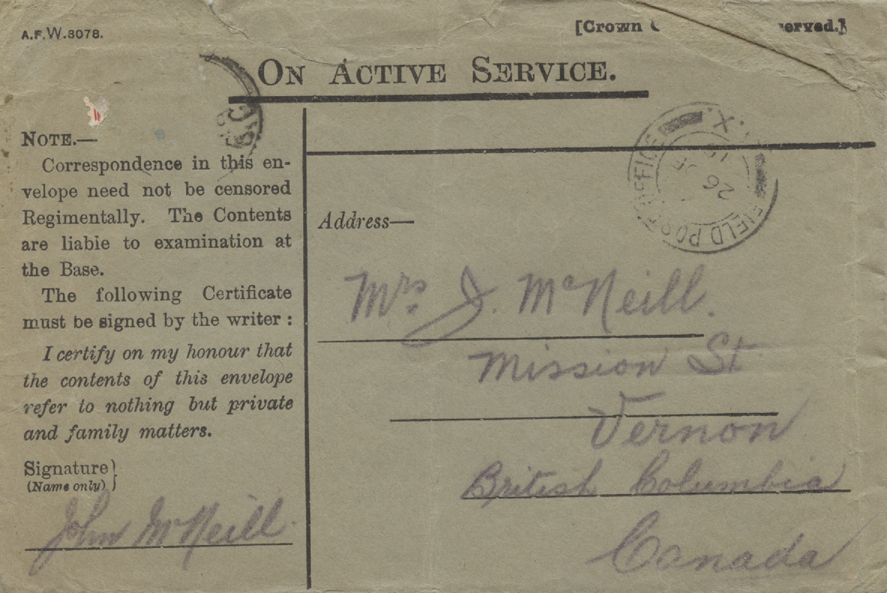 A.F.W.3078.
[Crown erved.]
ON ACTIVE SERVICE.
NOTE.—
Correspondence in this en-
velope need not be censored
Regimentally. The Contents
are liabie to examination at
the Base.
The following Certificate
must be signed by the writer :
I certify on my honour that
the contents of this envelope
refer to nothing but private
and family matters.
Signature}
(Name only)
John McNeill.
FIELD POST OFFICE
26
Address—
Mrs. J. McNeill.
Mission St
Vernon
British Columbia
Canada